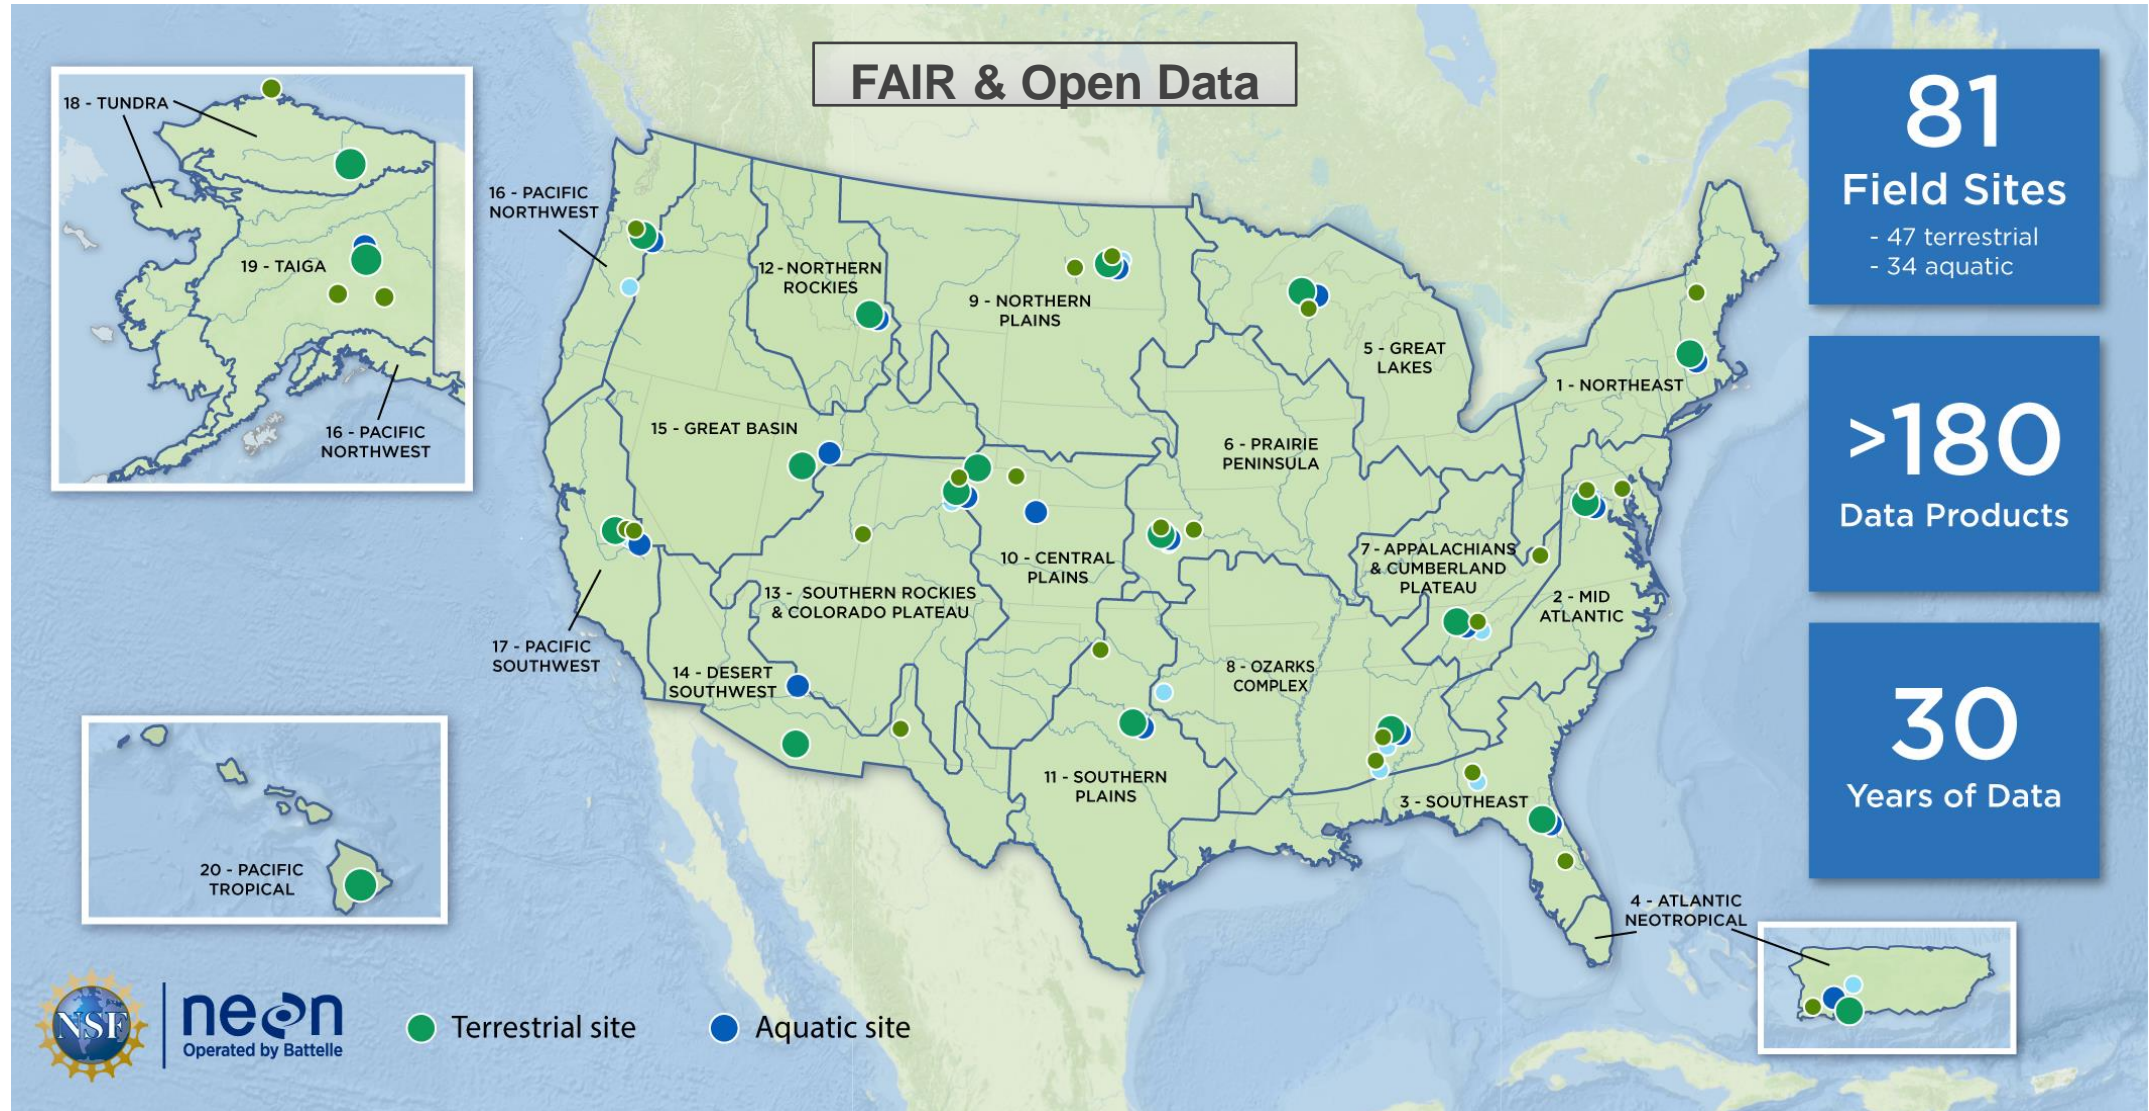 FAIR & Open Data
18 - TUNDRA
19 - TAIGA
16 - PACIFIC
NORTHWEST
16 - PACIFIC
NORTHWEST
12 - NORTHERN
ROCKIES
9 - NORTHERN
PLAINS
5 - GREAT
LAKES
1 - NORTHEAST
15 - GREAT BASIN
6 - PRAIRIE
PENINSULA
10 - CENTRAL
PLAINS
7 - APPALACHIANS
& CUMBERLAND
PLATEAU
13 - SOUTHERN ROCKIES
& COLORADO PLATEAU
2 - MID
ATLANTIC
17 - PACIFIC
SOUTHWEST
14 - DESERT
SOUTHWEST
8 - OZARKS
COMPLEX
11 - SOUTHERN
PLAINS
3 - SOUTHEAST
20 - PACIFIC
TROPICAL
4 - ATLANTIC
NEOTROPICAL
81
Field Sites
- 47 terrestrial
- 34 aquatic
>180
Data Products
30
Years of Data
NSF
neon
Operated by Battelle
Terrestrial site
Aquatic site